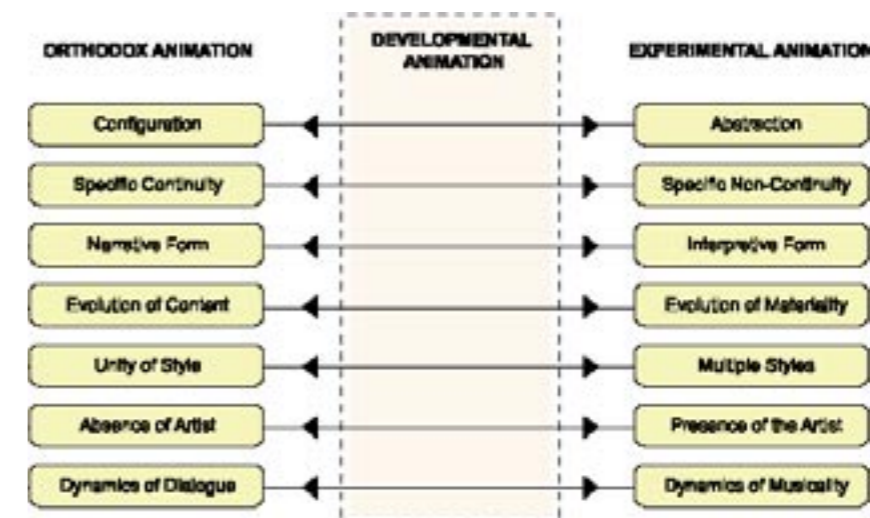 ORTHODOX ANIMATION
DEVELOPMENTAL
ANIMATION
EXPERIMENTAL ANIMATION
Configuration
Abstraction
Specific Continuity
Specific Non-Continuity
Narrative Form
Interpretive Form
Evolution of Content
Evolution of Materiality
Unity of Style
Multiple Styles
Absence of Artist
Presence of the Artist
Dynamics of Dialogue
Dynamics of Musicality